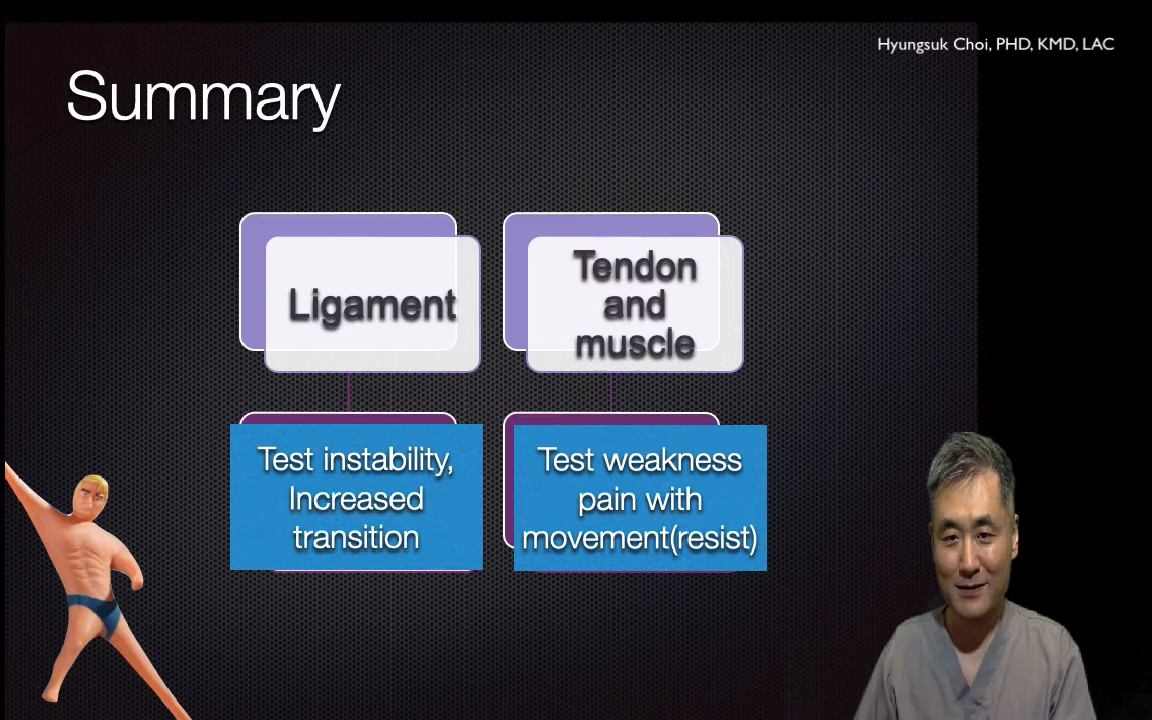 Hyungsuk Choi, PHD, KMD, LAC
Summary
Ligament
Tendon
and
muscle
Test instability,
Increased
transition
Test weakness
pain with
movement(resist)